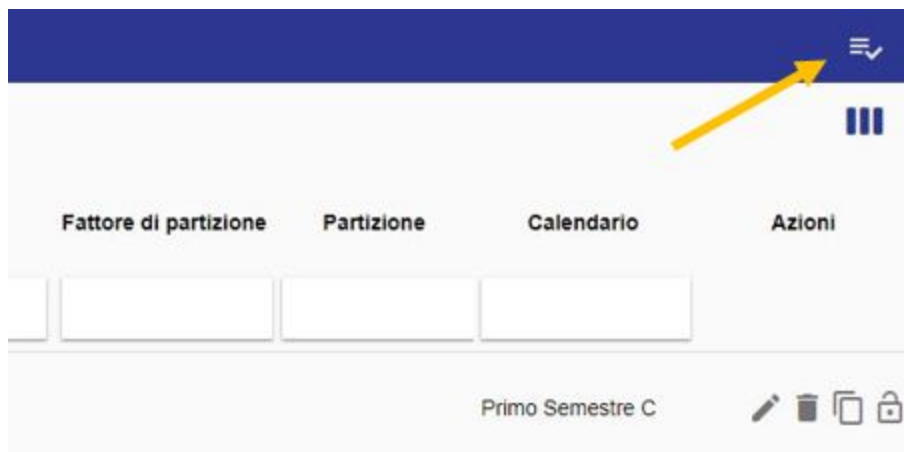 Fattore di partizione Partizione Calendario Azioni
Primo Semestre C